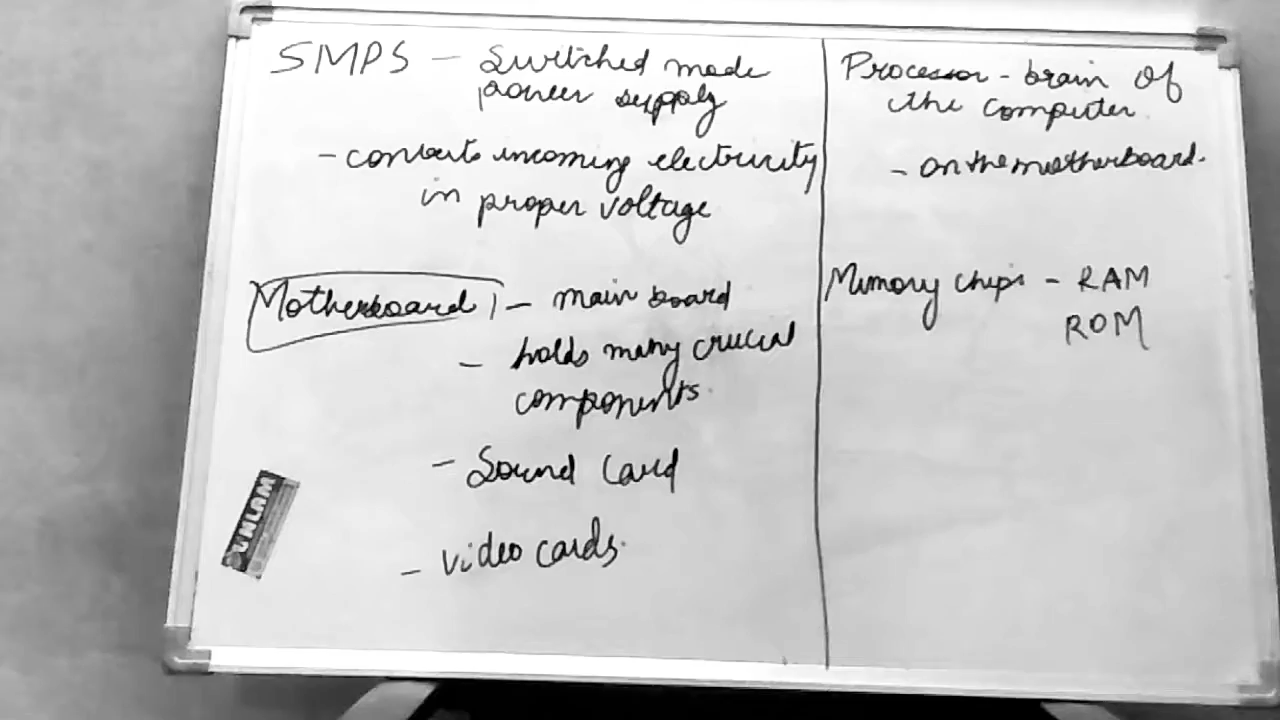 SMPS - Switched mode
power supply
- converts incoming electricity
in proper voltage
Motherboard - main board
- holds many crucial
components.
- Sound Card
- video cards.
Processor - brain of
the computer
- on the motherboard.
Memory chips - RAM
ROM